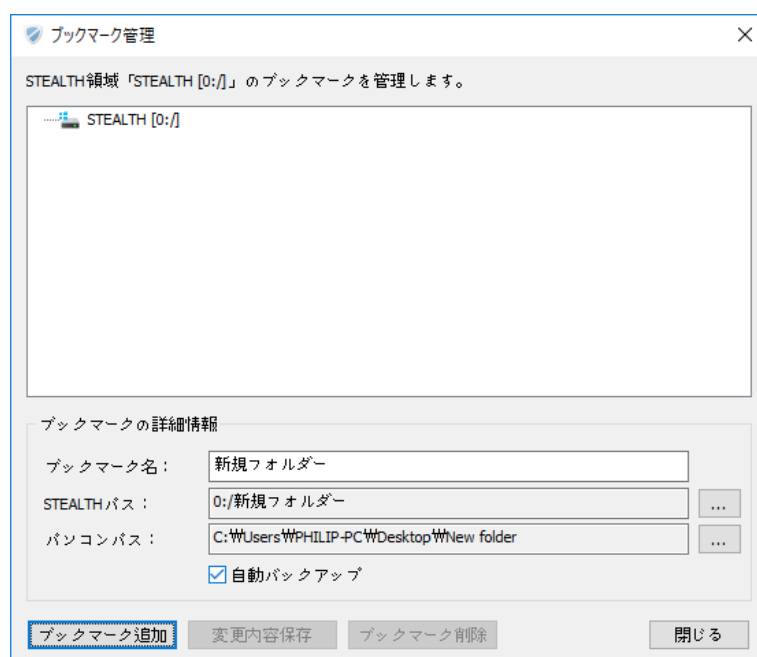 ブックマーク管理
STEALTH領域「STEALTH [0:/]」のブックマークを管理します。
STEALTH [0:/]
ブックマークの詳細情報
ブックマーク名： 新規フォルダー
STEALTHパス： 0:/新規フォルダー ...
パソコンパス： C:₩Users₩PHILIP-PC₩Desktop₩New folder ...
自動バックアップ
ブックマーク追加 変更内容保存 ブックマーク削除 閉じる